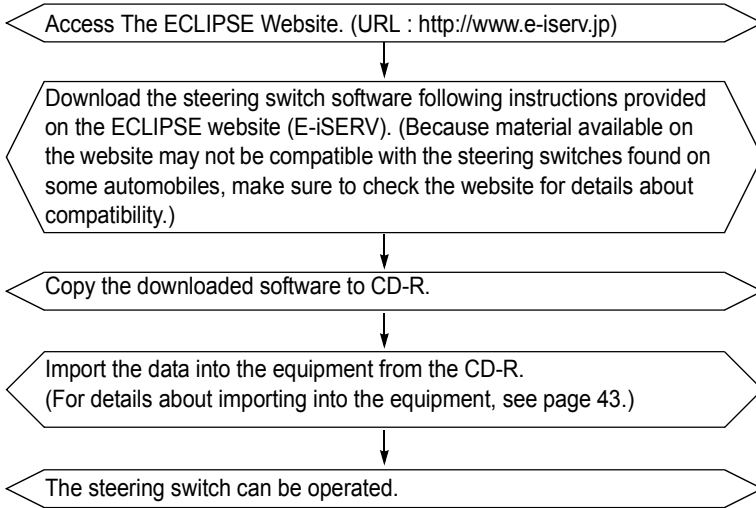 Access The ECLIPSE Website. (URL : http://www.e-iserv.jp)
Download the steering switch software following instructions provided
on the ECLIPSE website (E-iSERV). (Because material available on
the website may not be compatible with the steering switches found on
some automobiles, make sure to check the website for details about
compatibility.)
Copy the downloaded software to CD-R.
Import the data into the equipment from the CD-R.
(For details about importing into the equipment, see page 43.)
The steering switch can be operated.